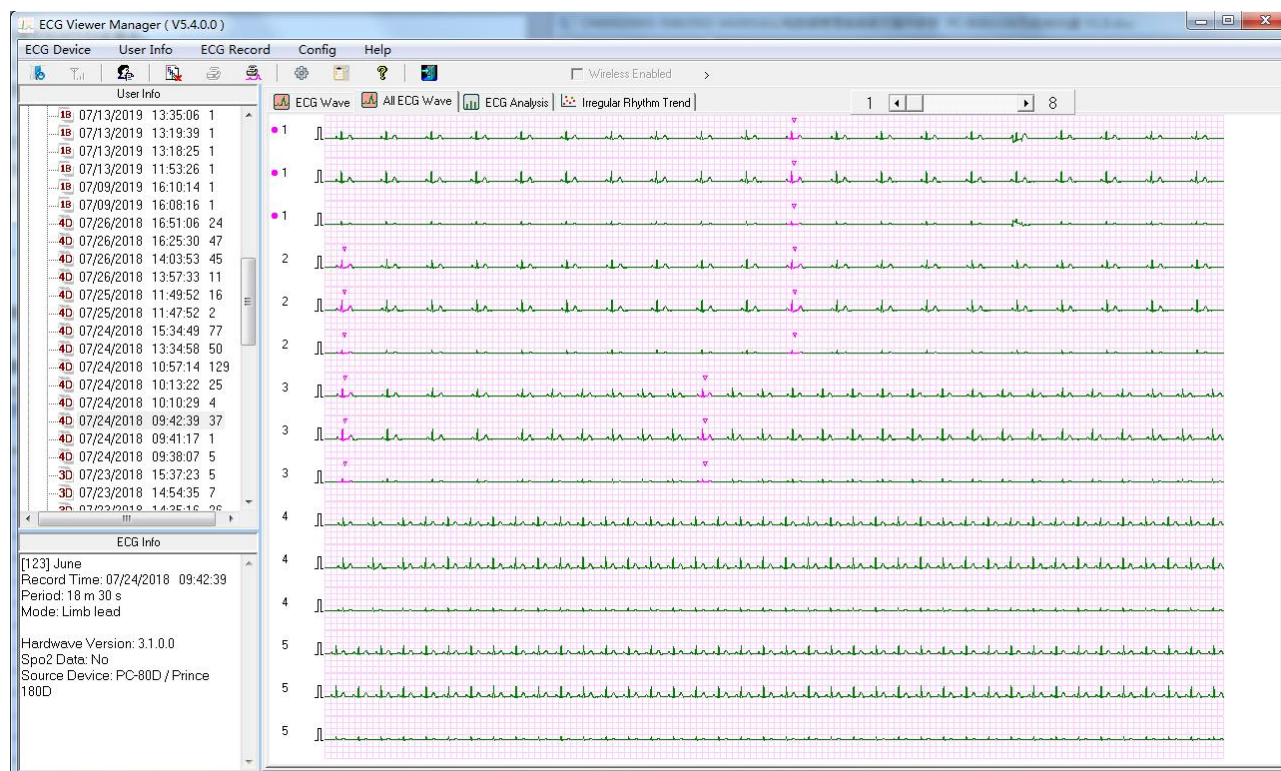 ECG Viewer Manager ( V5.4.0.0 )
ECG Device User Info ECG Record Config Help
Wireless Enabled
User Info
1B 07/13/2019 13:35:06
1B 07/13/2019 13:19:39 1
1B 07/13/2019 13:18:25 1
1B 07/13/2019 11:53:26 1
1B 07/09/2019 16:10:14 1
1B 07/09/2019 16:08:16 1
4D 07/26/2018 16:51:06 24
4D 07/26/2018 16:25:30 47
4D 07/26/2018 14:03:53 45
4D 07/26/2018 13:57:33 11
4D 07/25/2018 11:49:52 16
4D 07/25/2018 11:47:52 2
4D 07/24/2018 15:34:49 77
4D 07/24/2018 13:34:58 50
4D 07/24/2018 10:57:14 129
4D 07/24/2018 10:13:22 25
4D 07/24/2018 10:10:29 4
4D 07/24/2018 09:42:39 37
4D 07/24/2018 09:41:17 1
4D 07/24/2018 09:38:07 5
3D 07/23/2018 15:37:23 5
3D 07/23/2018 14:54:35 7
3D 07/23/2018 14:35:16 26
ECG Info
[123] June
Record Time: 07/24/2018 09:42:39
Period: 18 m 30 s
Mode: Limb lead
Hardwave Version: 3.1.0.0
Spo2 Data: No
Source Device: PC-80D / Prince
180D
ECG Wave All ECG Wave ECG Analysis Irregular Rhythm Trend 1 8
1
1
1
2
2
2
3
3
3
4
4
4
5
5
5